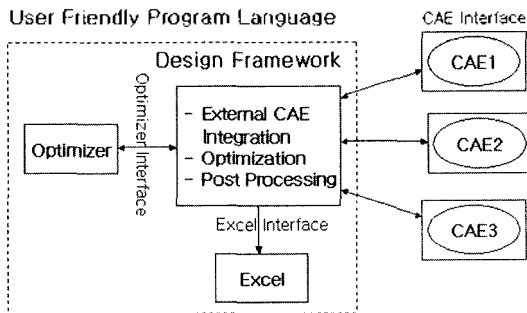 User Friendly Program Language
CAE Interface
Design Framework
CAE1
Optimizer Interface
- External CAE
Integration
- Optimization
- Post Processing
Optimizer
CAE2
Excel Interface
CAE3
Excel